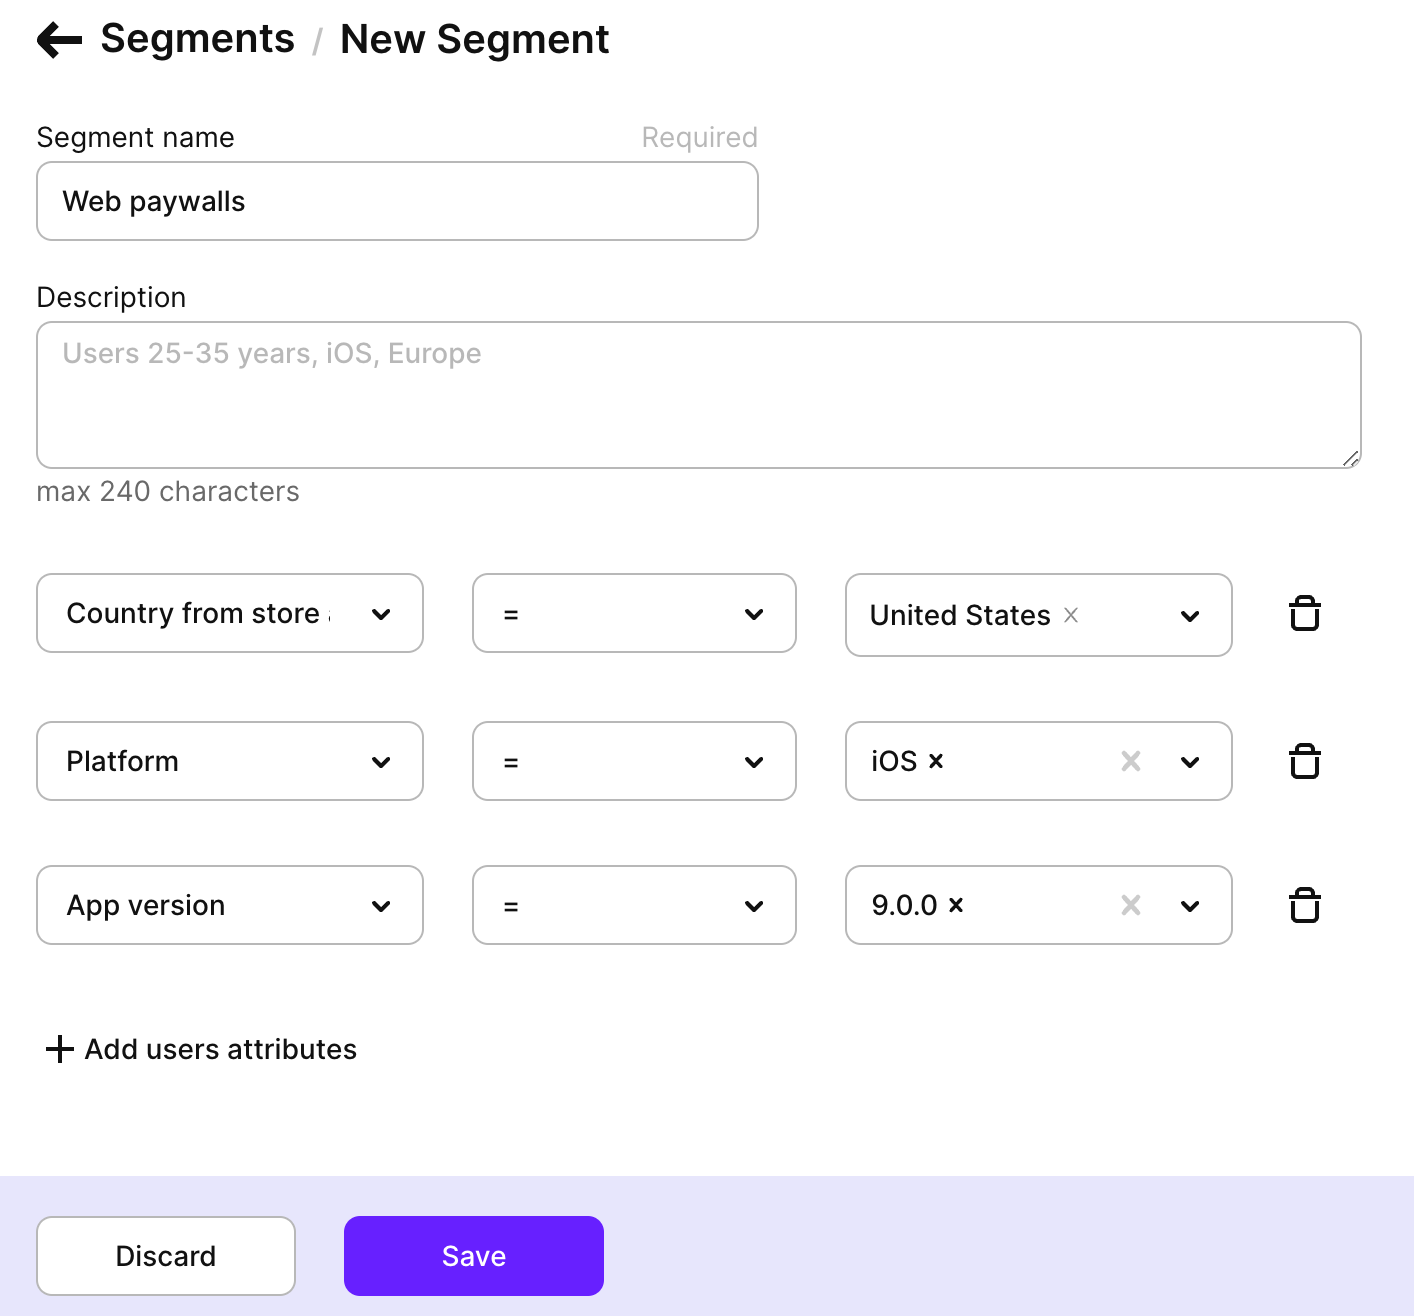 Segments / New Segment
Segment name Required
Web paywalls
Description
Users 25-35 years, iOS, Europe
max 240 characters
Country from store = United States
Platform = iOS
App version = 9.0.0
Add users attributes
Discard Save